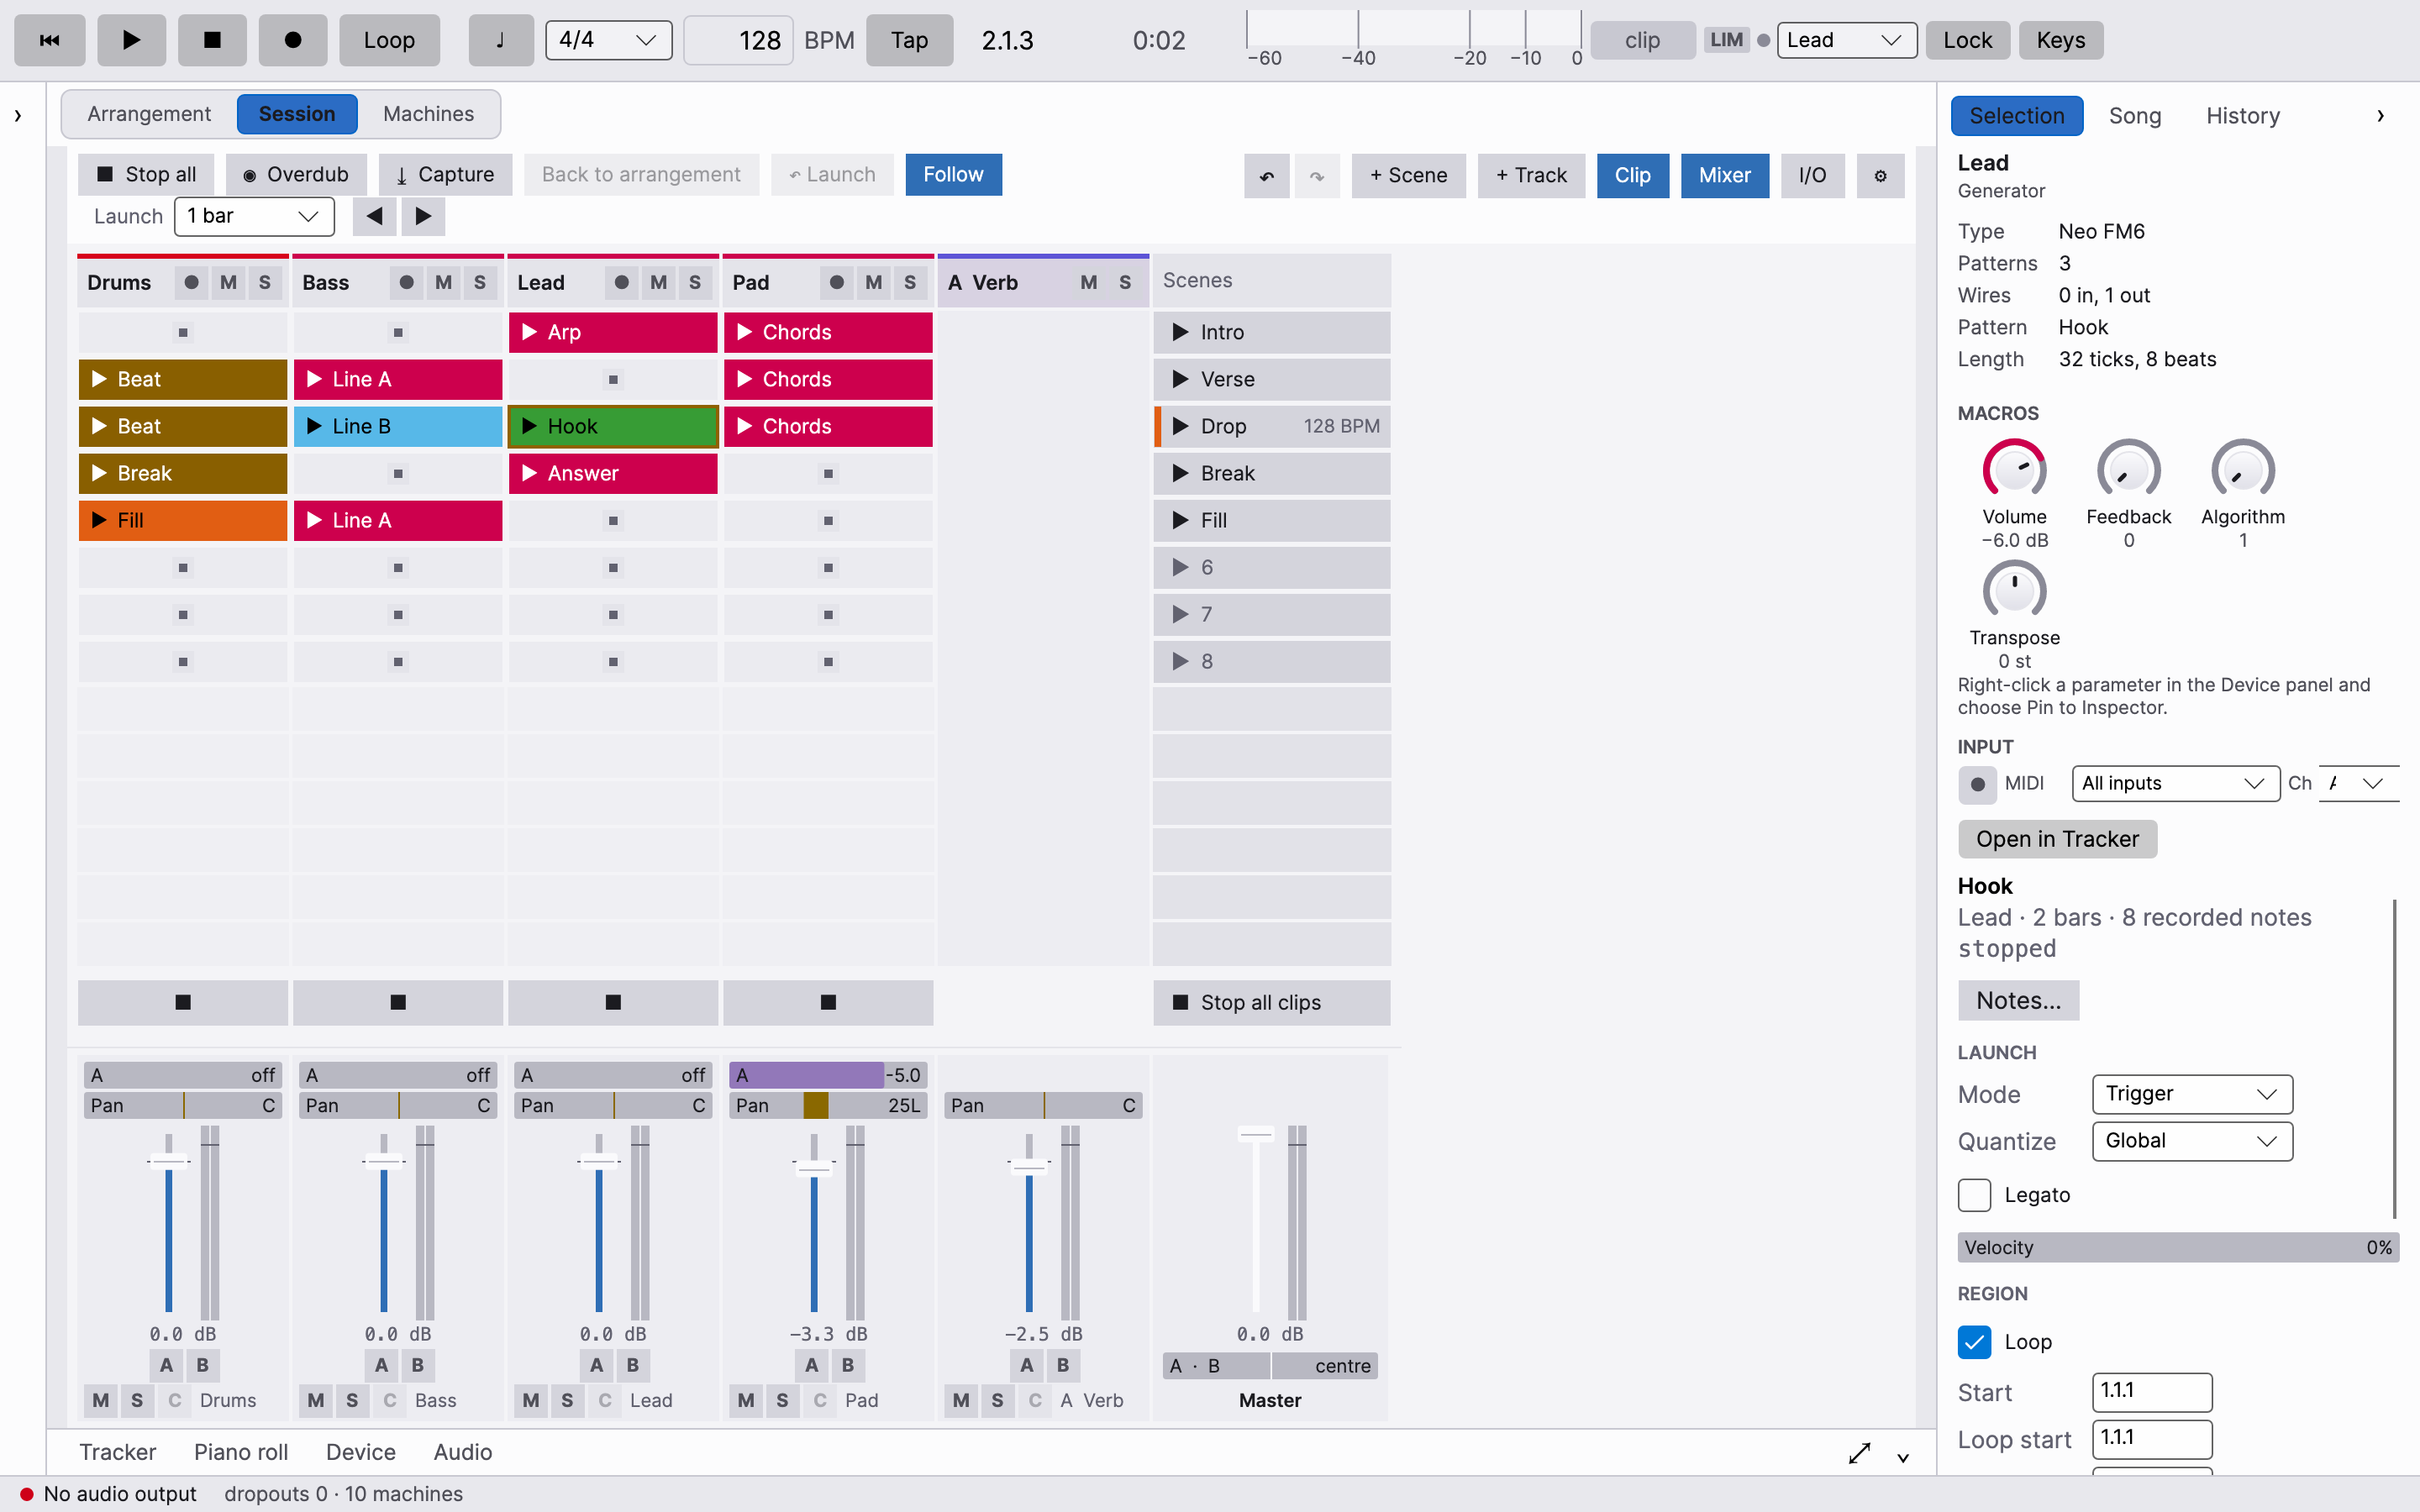 Loop 4/4 128 BPM Tap 2.1.3 0:02 −60 −40 −20 −10 0 clip LIM Lead Lock Keys
Arrangement Session Machines
Stop all Overdub Capture Back to arrangement Launch Follow + Scene + Track Clip Mixer I/O
Launch 1 bar
Drums M S Bass M S Lead M S Pad M S A Verb M S Scenes
Arp Chords Intro
Beat Line A Chords Verse
Beat Line B Hook Chords Drop 128 BPM
Break Answer Break
Fill Line A Fill
6
7
8
Stop all clips
A off A off A off A -5.0
Pan C Pan C Pan C Pan 25L Pan C
0.0 dB 0.0 dB 0.0 dB −3.3 dB −2.5 dB 0.0 dB
A B A B A B A B A B A · B centre
M S C Drums M S C Bass M S C Lead M S C Pad M S C A Verb Master
Tracker Piano roll Device Audio
No audio output dropouts 0 · 10 machines
Selection Song History
Lead
Generator
Type Neo FM6
Patterns 3
Wires 0 in, 1 out
Pattern Hook
Length 32 ticks, 8 beats
MACROS
Volume Feedback Algorithm
−6.0 dB 0 1
Transpose
0 st
Right-click a parameter in the Device panel and
choose Pin to Inspector.
INPUT
MIDI All inputs Ch
Open in Tracker
Hook
Lead · 2 bars · 8 recorded notes
stopped
Notes...
LAUNCH
Mode Trigger
Quantize Global
Legato
Velocity 0%
REGION
Loop
Start 1.1.1
Loop start 1.1.1